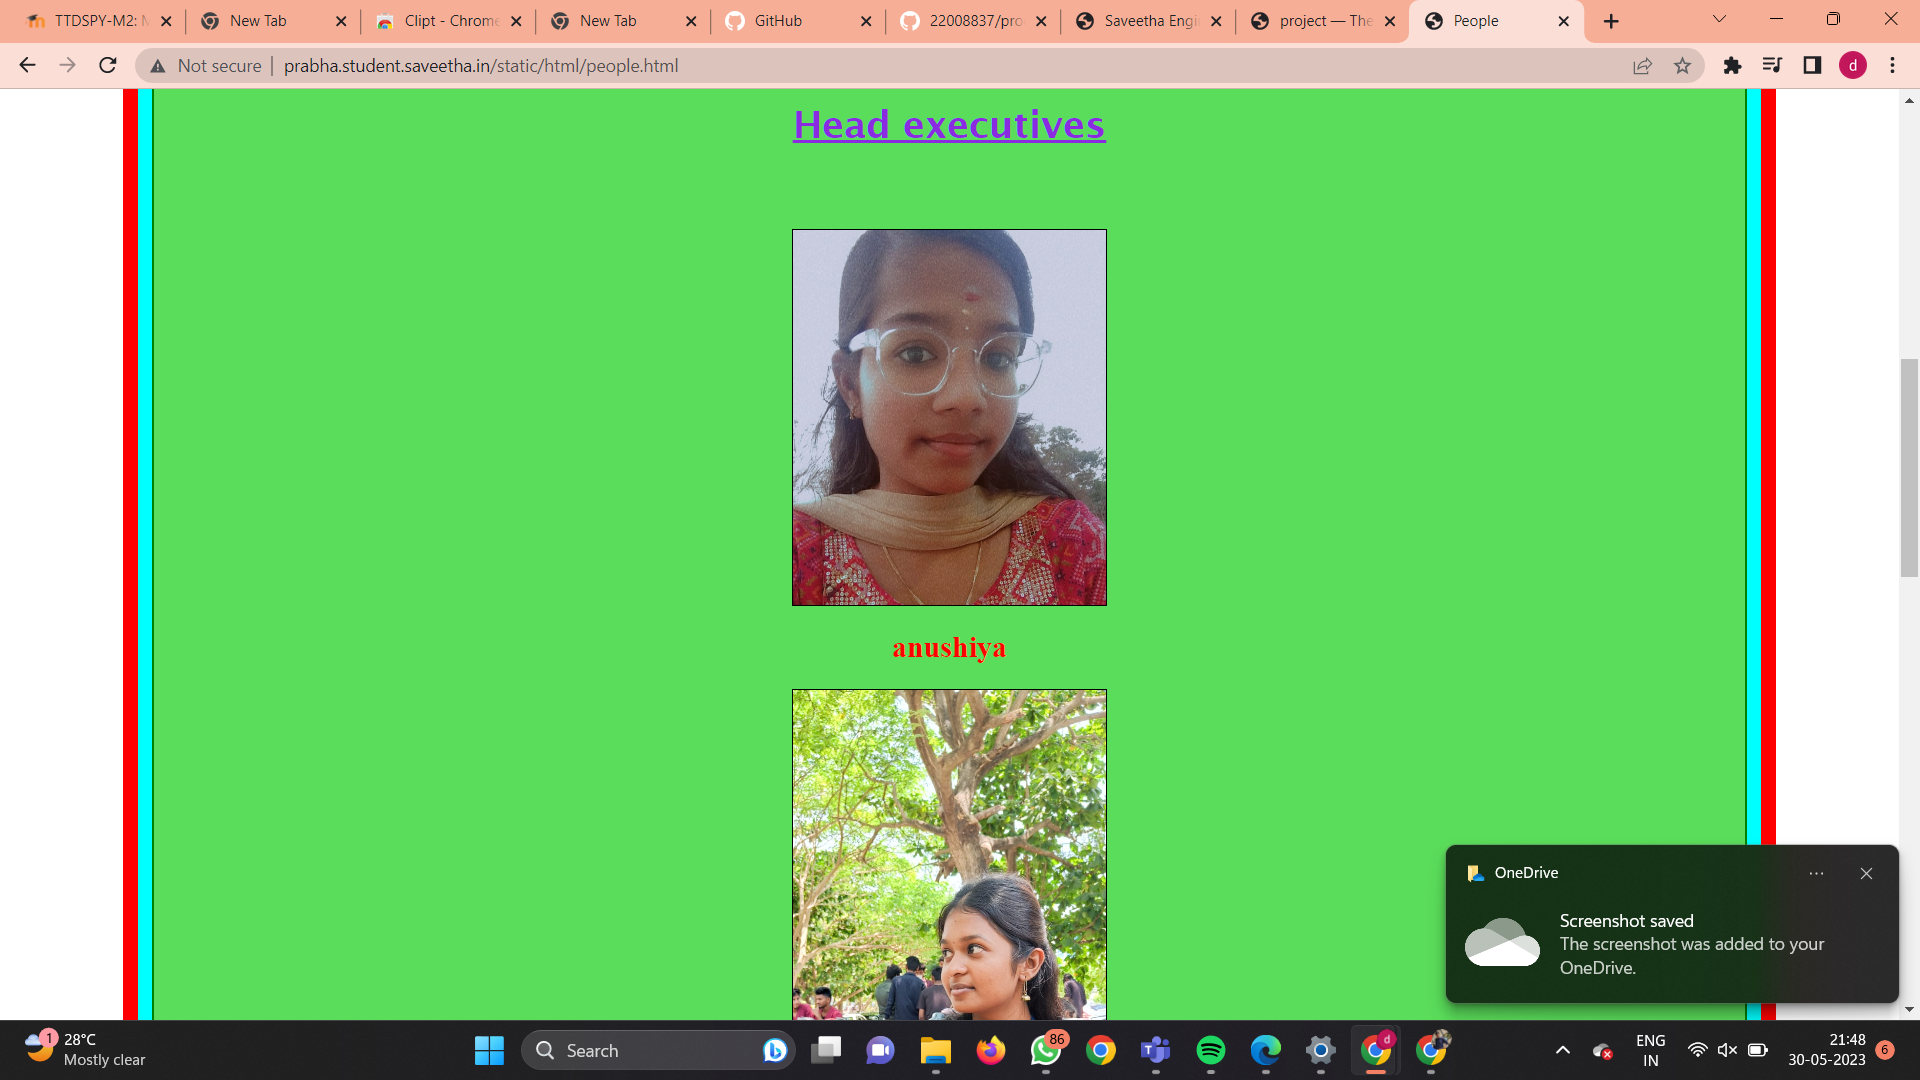 TTDSPY-M2: M
New Tab
Clipt - Chrome
New Tab
GitHub
22008837/pro
Saveetha Engi
project — The
People
Not secure
prabha.student.saveetha.in/static/html/people.html
d
Head executives
anushiya
OneDrive
Screenshot saved
The screenshot was added to your
OneDrive.
1
28°C
Mostly clear
Search
86
d
ENG
IN
21:48
30-05-2023
6